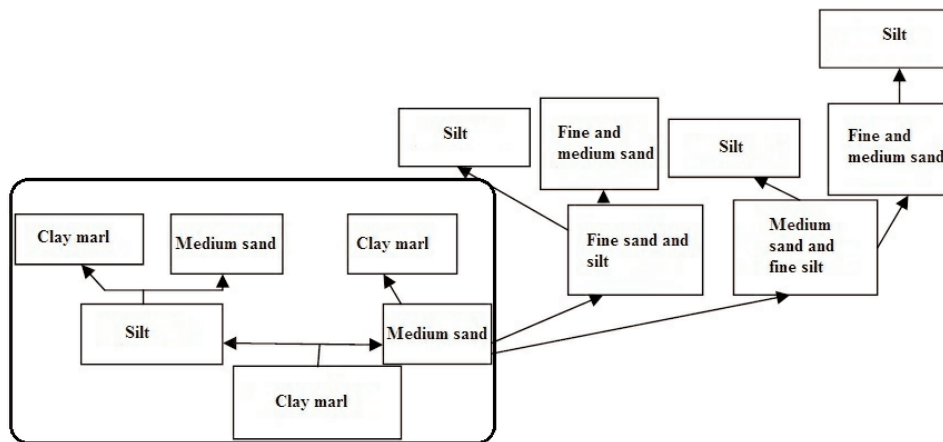 Silt
Silt
Fine and
medium sand
Silt
Fine and
medium sand
Clay marl
Medium sand
Clay marl
Fine sand and
silt
Medium
sand and
fine silt
Silt
Medium sand
Clay marl